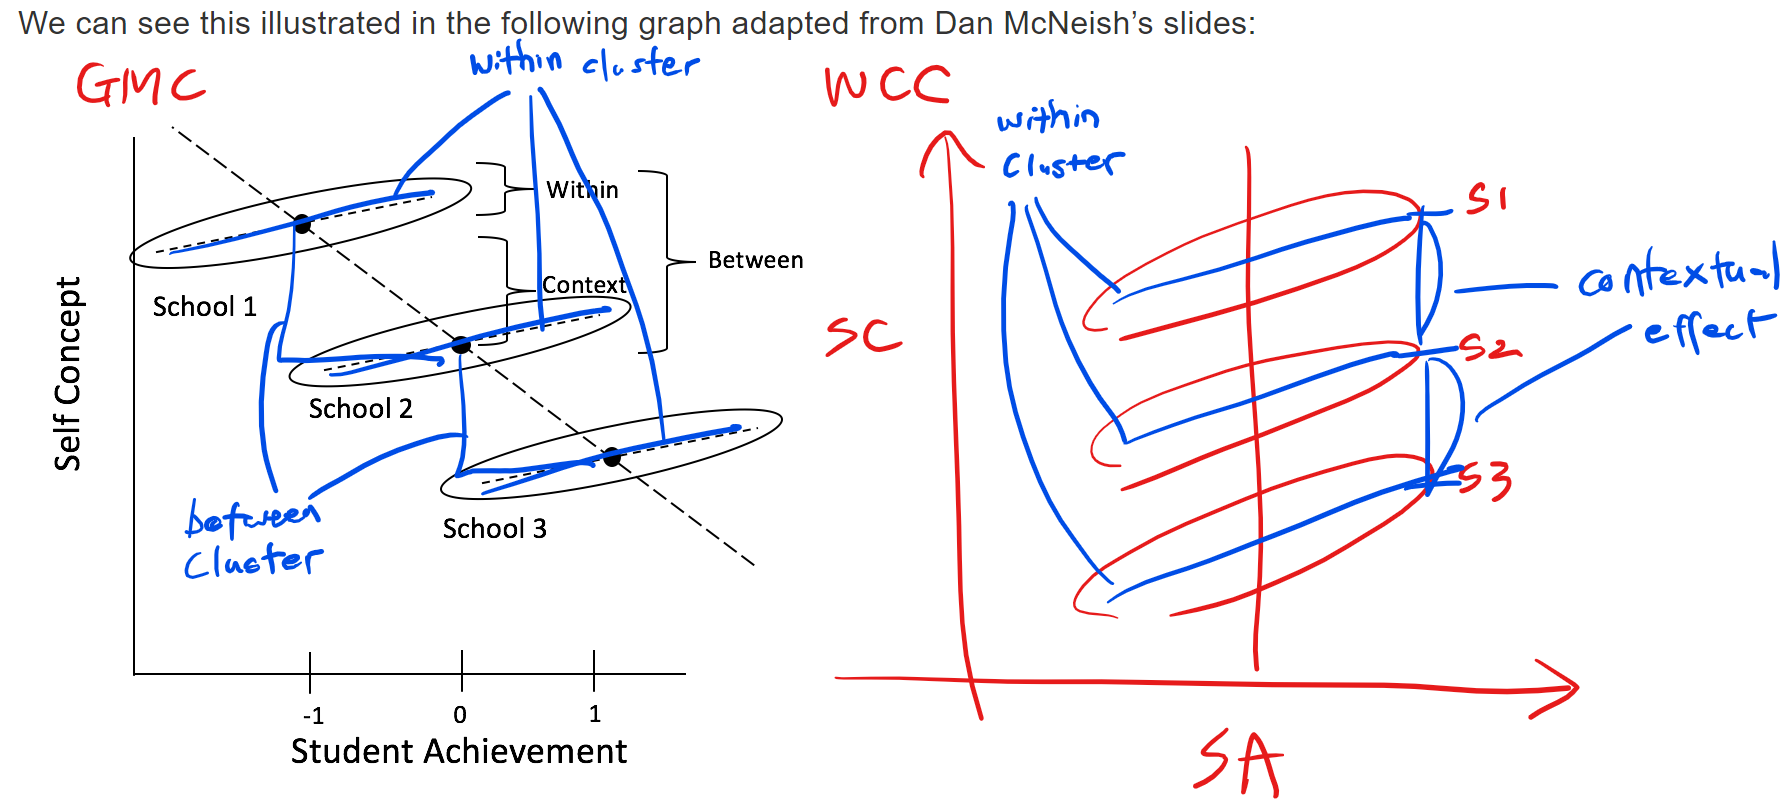 We can see this illustrated in the following graph adapted from Dan McNeish's slides:
GMC
within cluster
Within
Between
Context
School 1
School 2
School 3
between
Cluster
Self Concept
-1
0
1
Student Achievement
WCC
within
Cluster
S1
contextual
effect
S2
S3
SC
SA